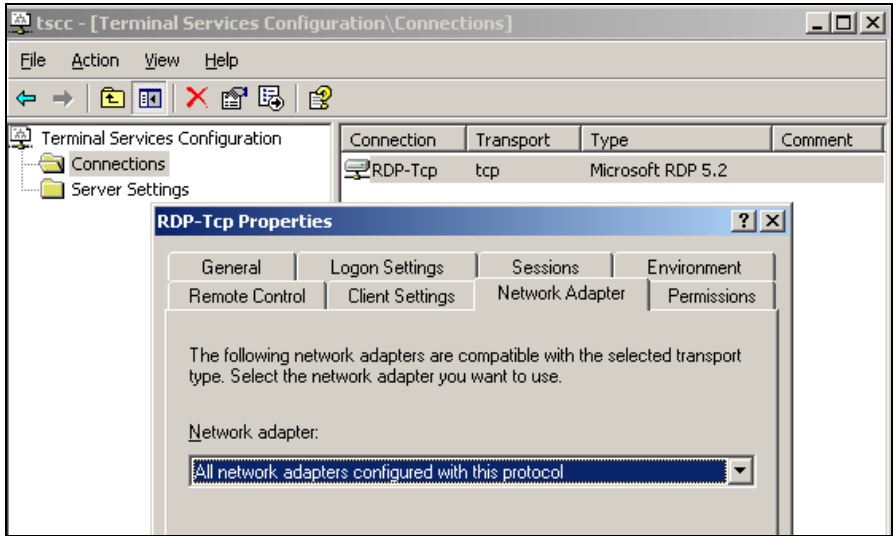 tscc - [Terminal Services Configuration\Connections]
File Action View Help
Terminal Services Configuration
Connections
Server Settings
Connection Transport Type Comment
RDP-Tcp tcp Microsoft RDP 5.2
RDP-Tcp Properties
General Logon Settings Sessions Environment
Remote Control Client Settings Network Adapter Permissions
The following network adapters are compatible with the selected transport
type. Select the network adapter you want to use.
Network adapter:
All network adapters configured with this protocol